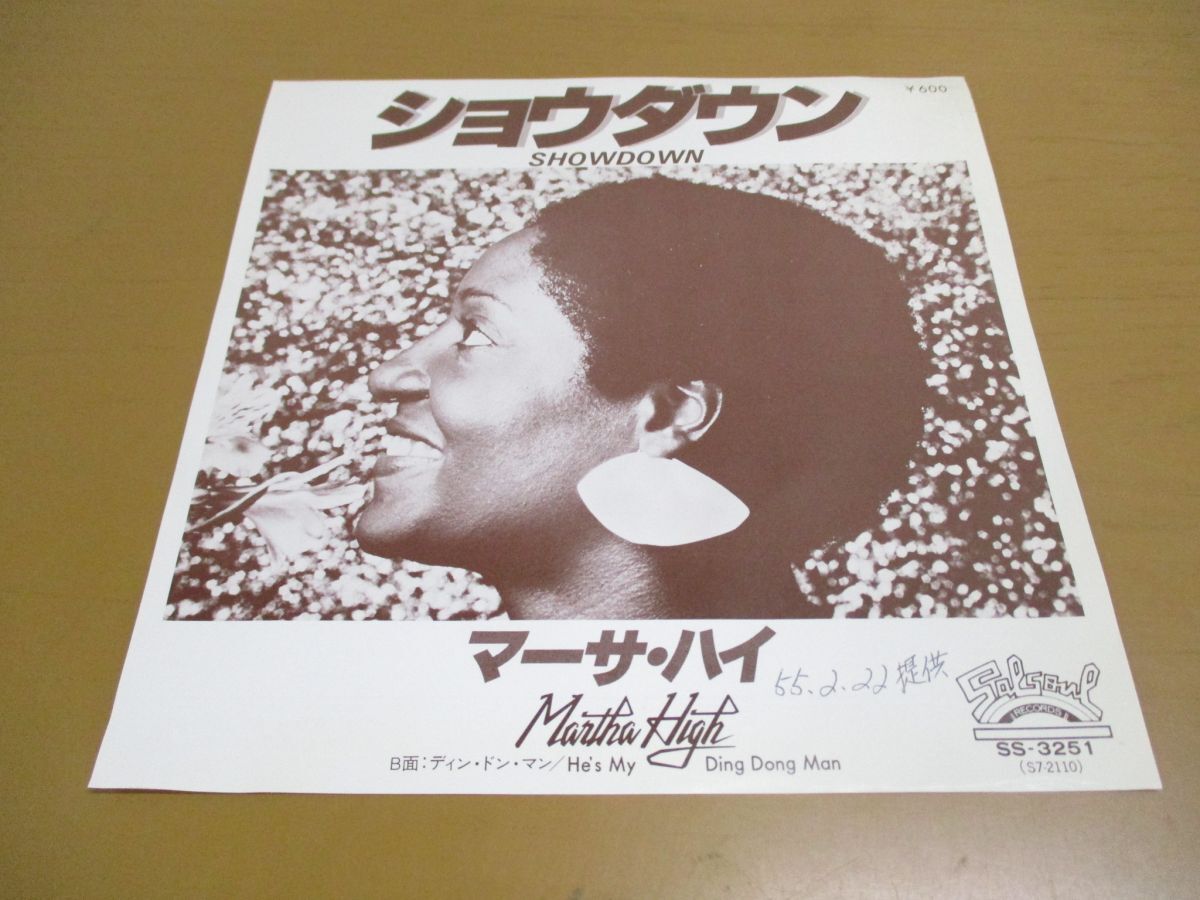 ショウダウン
¥600
SHOWDOWN
マーサ・ハイ
55.2.22 提供
Martha High
Salsoul
RECORDS
SS-3251
(S7-2110)
B面:ディン・ドン・マン/He's My Ding Dong Man